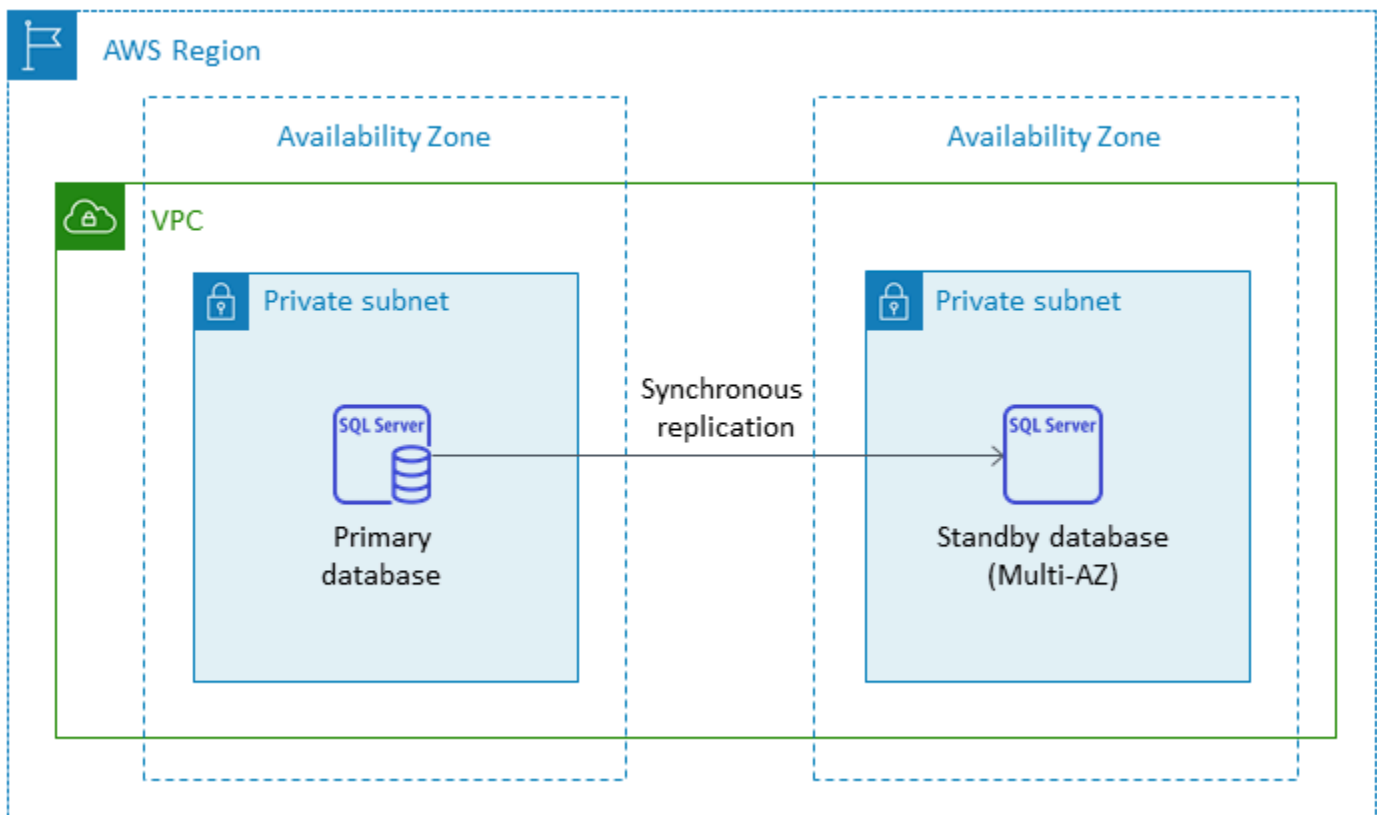 AWS Region
Availability Zone
Availability Zone
VPC
Private subnet
Private subnet
Synchronous
replication
SQL Server
SQL Server
Primary
database
Standby database
(Multi-AZ)